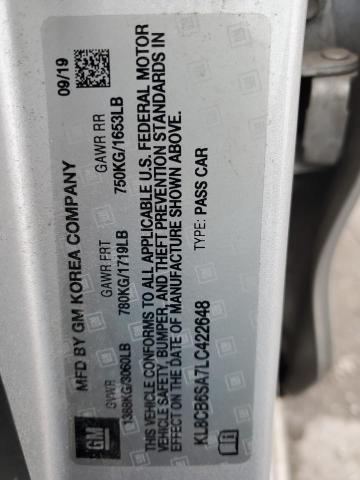 MFD BY GM KOREA COMPANY 09/19
GVWR GAWR FRT GAWR RR
1388KG/3060LB 780KG/1719LB 750KG/1653LB
THIS VEHICLE CONFORMS TO ALL APPLICABLE U.S. FEDERAL MOTOR
VEHICLE SAFETY, BUMPER, AND THEFT PREVENTION STANDARDS IN
EFFECT ON THE DATE OF MANUFACTURE SHOWN ABOVE.
KL8CB6SA7LC422648 TYPE: PASS CAR
GM